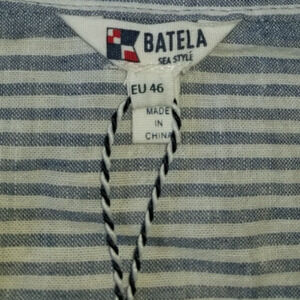 BATELA
SEA STYLE
EU 46
MADE
IN
CHINA